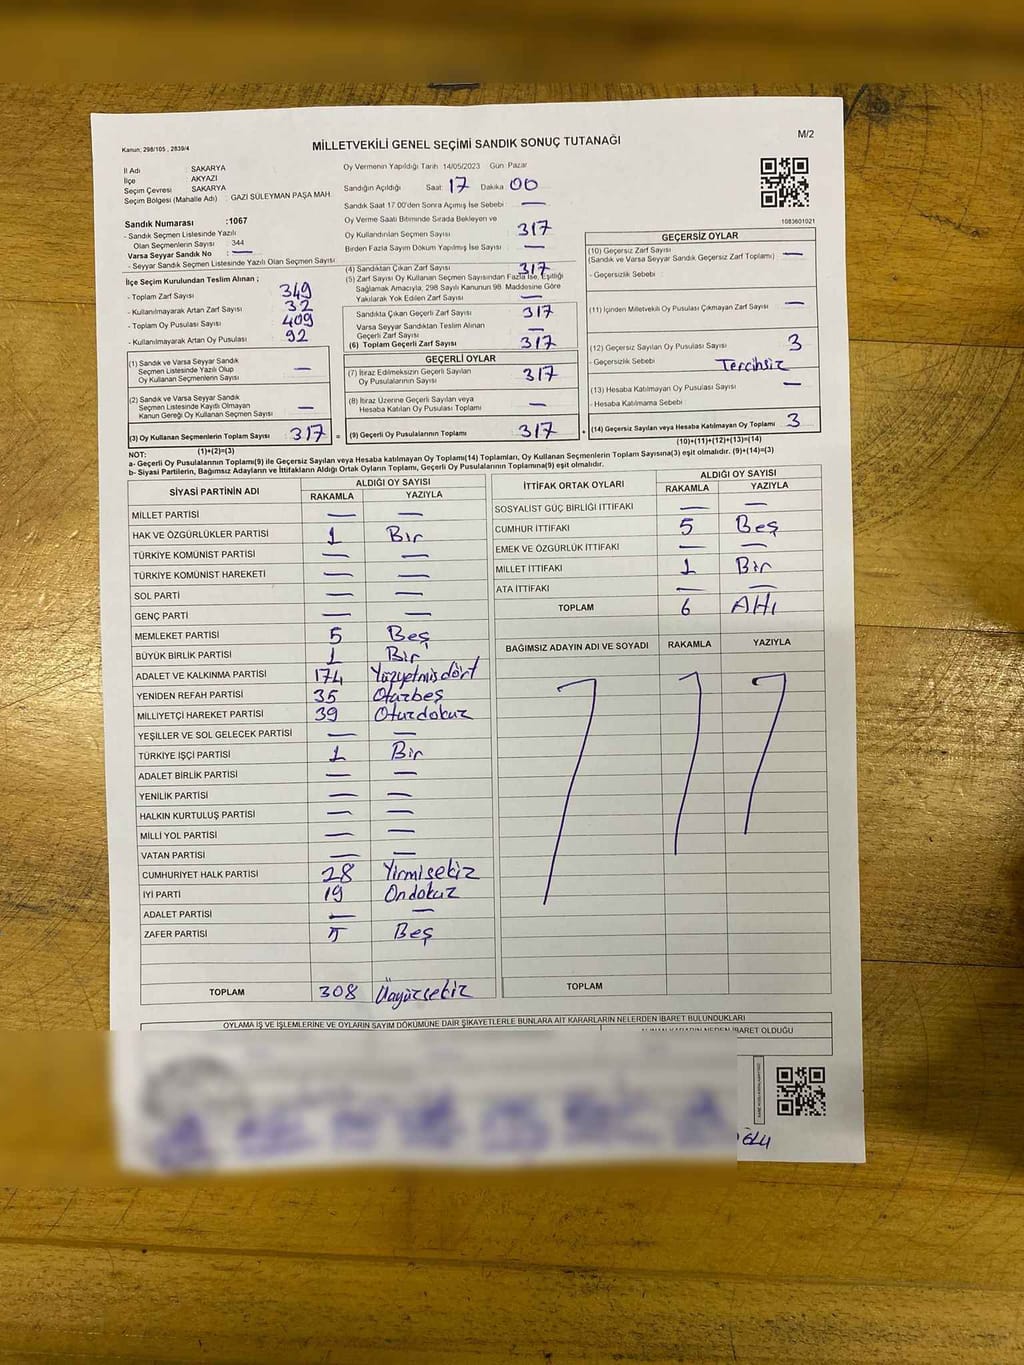 Kanun: 298/105 , 2839/4
MİLLETVEKİLİ GENEL SEÇİMİ SANDIK SONUÇ TUTANAĞI
M/2
İl Adı : SAKARYA
İlçe : AKYAZI
Seçim Çevresi : SAKARYA
Seçim Bölgesi (Mahalle Adı) : GAZI SÜLEYMAN PAŞA MAH.
Sandık Numarası :1067
- Sandık Seçmen Listesinde Yazılı
Olan Seçmenlerin Sayısı 344
Varsa Seyyar Sandık No : —
- Seyyar Sandık Seçmen Listesinde Yazılı Olan Seçmen Sayısı
İlçe Seçim Kurulundan Teslim Alınan ;
- Toplam Zarf Sayısı 349
- Kullanılmayarak Artan Zarf Sayısı 32
- Toplam Oy Pusulası Sayısı 409
- Kullanılmayarak Artan Oy Pusulası 92
(1) Sandık ve Varsa Seyyar Sandık
Seçmen Listesinde Yazılı Olup
Oy Kullanan Seçmenlerin Sayısı —
(2) Sandık ve Varsa Seyyar Sandık
Seçmen Listesinde Kayıtlı Olmayan
Kanun Gereği Oy Kullanan Seçmen Sayısı —
(3) Oy Kullanan Seçmenlerin Toplam Sayısı 317
(1)+(2)=(3)
Oy Vermenin Yapıldığı Tarih 14/05/2023 Gün Pazar
Sandığın Açıldığı Saat: 17 Dakika 00
Sandık Saat 17:00'den Sonra Açılmış İse Sebebi —
Oy Verme Saati Bitiminde Sırada Bekleyen ve
Oy Kullandırılan Seçmen Sayısı 317
Birden Fazla Sayım Döküm Yapılmış İse Sayısı —
(4) Sandıktan Çıkan Zarf Sayısı 317
(5) Zarf Sayısı Oy Kullanan Seçmen Sayısından Fazla İse, Eşitliği
Sağlamak Amacıyla, 298 Sayılı Kanunun 98. Maddesine Göre
Yakılarak Yok Edilen Zarf Sayısı —
Sandıkta Çıkan Geçerli Zarf Sayısı 317
Varsa Seyyar Sandıktan Teslim Alınan
Geçerli Zarf Sayısı —
(6) Toplam Geçerli Zarf Sayısı 317
GEÇERLİ OYLAR
(7) İtiraz Edilmeksizin Geçerli Sayılan
Oy Pusulalarının Sayısı 317
(8) İtiraz Üzerine Geçerli Sayılan veya
Hesaba Katılan Oy Pusulası Toplamı —
= (9) Geçerli Oy Pusulalarının Toplamı 317 +
1083601021
GEÇERSİZ OYLAR
(10) Geçersiz Zarf Sayısı
(Sandık ve Varsa Seyyar Sandık Geçersiz Zarf Toplamı) —
- Geçersizlik Sebebi :
(11) İçinden Milletvekili Oy Pusulası Çıkmayan Zarf Sayısı —
(12) Geçersiz Sayılan Oy Pusulası Sayısı 3
- Geçersizlik Sebebi Tercihsiz
(13) Hesaba Katılmayan Oy Pusulası Sayısı —
- Hesaba Katılmama Sebebi
(14) Geçersiz Sayılan veya Hesaba Katılmayan Oy Toplamı 3
(10)+(11)+(12)+(13)=(14)
NOT:
a- Geçerli Oy Pusulalarının Toplamı(9) ile Geçersiz Sayılan veya Hesaba Katılmayan Oy Toplamı(14) Toplamları, Oy Kullanan Seçmenlerin Toplam Sayısına(3) eşit olmalıdır. (9)+(14)=(3)
b- Siyasi Partilerin, Bağımsız Adayların ve İttifakların Aldığı Ortak Oyların Toplamı, Geçerli Oy Pusulalarının Toplamına(9) eşit olmalıdır.
SİYASİ PARTİNİN ADI ALDIĞI OY SAYISI
RAKAMLA YAZIYLA
MİLLET PARTİSİ — —
HAK VE ÖZGÜRLÜKLER PARTİSİ 1 Bir
TÜRKİYE KOMÜNİST PARTİSİ — —
TÜRKİYE KOMÜNİST HAREKETİ — —
SOL PARTİ — —
GENÇ PARTİ — —
MEMLEKET PARTİSİ 5 Beş
BÜYÜK BİRLİK PARTİSİ 1 Bir
ADALET VE KALKINMA PARTİSİ 174 Yüzyetmişdört
YENİDEN REFAH PARTİSİ 35 Otuzbeş
MİLLİYETÇİ HAREKET PARTİSİ 39 Otuzdokuz
YEŞİLLER VE SOL GELECEK PARTİSİ — —
TÜRKİYE İŞÇİ PARTİSİ 1 Bir
ADALET BİRLİK PARTİSİ — —
YENİLİK PARTİSİ — —
HALKIN KURTULUŞ PARTİSİ — —
MİLLİ YOL PARTİSİ — —
VATAN PARTİSİ — —
CUMHURİYET HALK PARTİSİ 28 Yirmisekiz
İYİ PARTİ 19 Ondokuz
ADALET PARTİSİ — —
ZAFER PARTİSİ 5 Beş
TOPLAM 308 Üçyüzsekiz
İTTİFAK ORTAK OYLARI ALDIĞI OY SAYISI
RAKAMLA YAZIYLA
SOSYALİST GÜÇ BİRLİĞİ İTTİFAKI — —
CUMHUR İTTİFAKI 5 Beş
EMEK VE ÖZGÜRLÜK İTTİFAKI — —
MİLLET İTTİFAKI 1 Bir
ATA İTTİFAKI — —
TOPLAM 6 Altı
BAĞIMSIZ ADAYIN ADI VE SOYADI RAKAMLA YAZIYLA
TOPLAM
OYLAMA İŞ VE İŞLEMLERİNE VE OYLARIN SAYIM DÖKÜMÜNE DAİR ŞİKAYETLERLE BUNLARA AİT KARARLARIN NELERDEN İBARET BULUNDUKLARI
ALINAN KARARIN NEDEN İBARET OLDUĞU